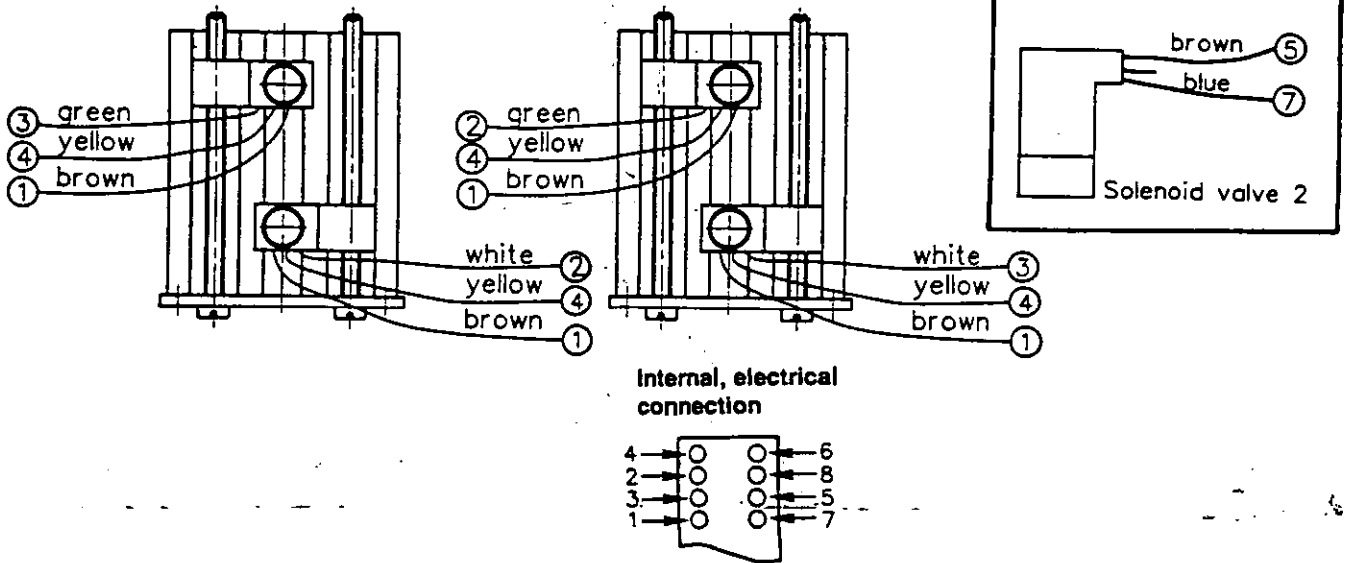 ③ green
④ yellow
① brown
white ②
yellow ④
brown ①
② green
④ yellow
① brown
white ③
yellow ④
brown ①
brown ⑤
blue ⑦
Solenoid valve 2
Internal, electrical
connection
4 6
2 8
3 5
1 7